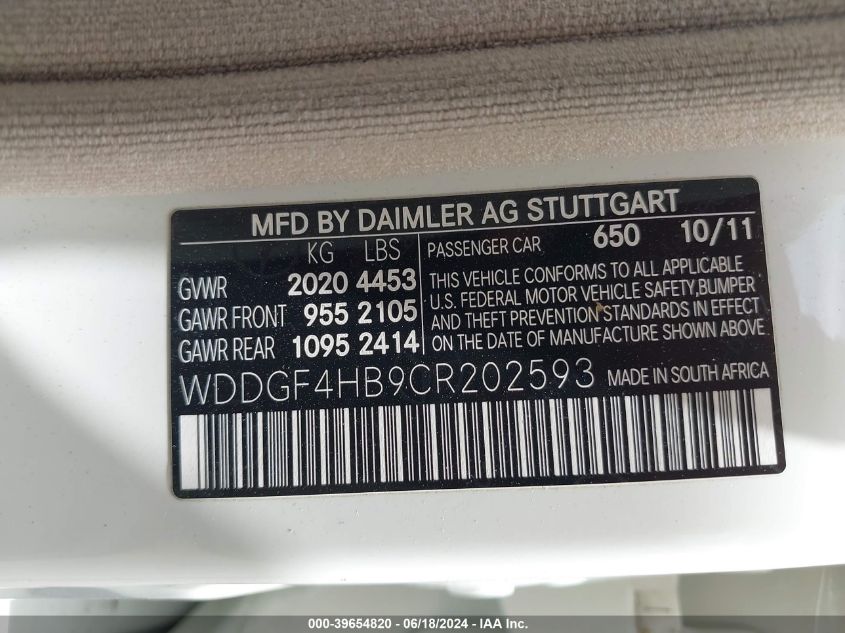 MFD BY DAIMLER AG STUTTGART
KG LBS
GVWR 2020 4453
GAWR FRONT 955 2105
GAWR REAR 1095 2414
PASSENGER CAR 650 10/11
THIS VEHICLE CONFORMS TO ALL APPLICABLE
U.S. FEDERAL MOTOR VEHICLE SAFETY,BUMPER
AND THEFT PREVENTION STANDARDS IN EFFECT
ON THE DATE OF MANUFACTURE SHOWN ABOVE
WDDGF4HB9CR202593 MADE IN SOUTH AFRICA
000-39654820 - 06/18/2024 - IAA, Inc.